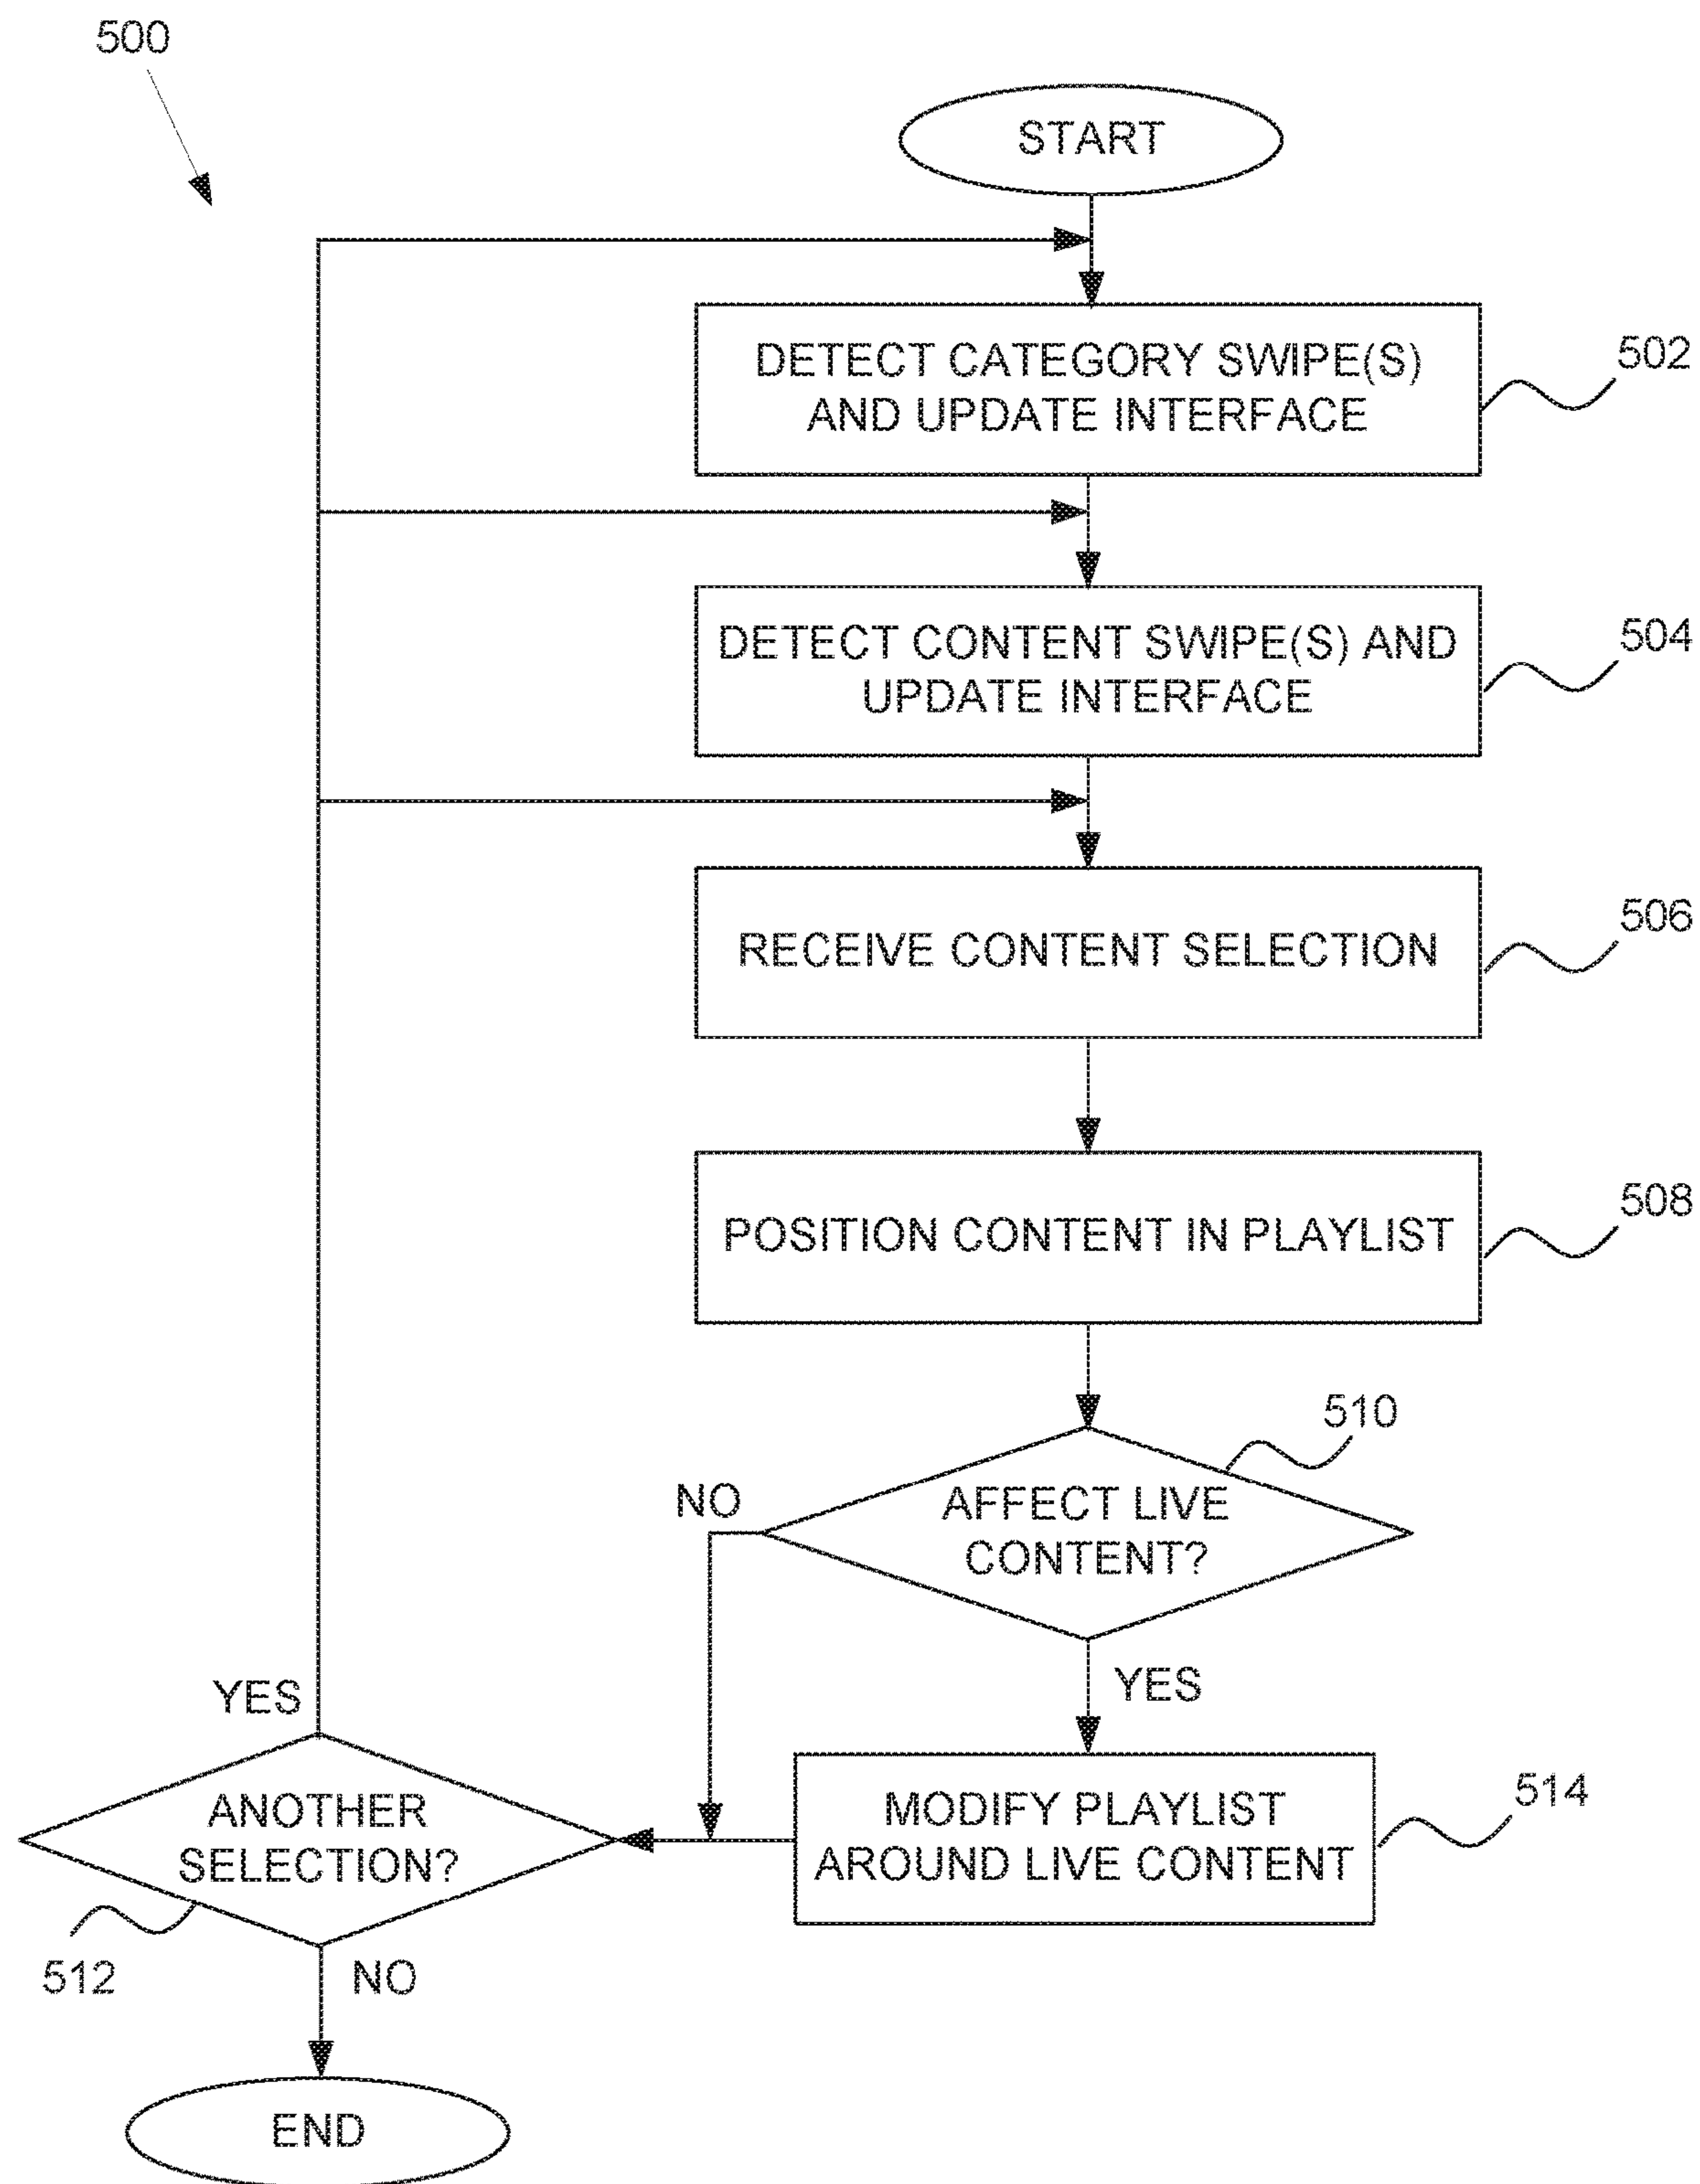 500
START
DETECT CATEGORY SWIPE(S)
AND UPDATE INTERFACE
502
DETECT CONTENT SWIPE(S) AND
UPDATE INTERFACE
504
RECEIVE CONTENT SELECTION
506
POSITION CONTENT IN PLAYLIST
508
510
AFFECT LIVE
CONTENT?
NO
YES
MODIFY PLAYLIST
AROUND LIVE CONTENT
514
YES
ANOTHER
SELECTION?
512
NO
END